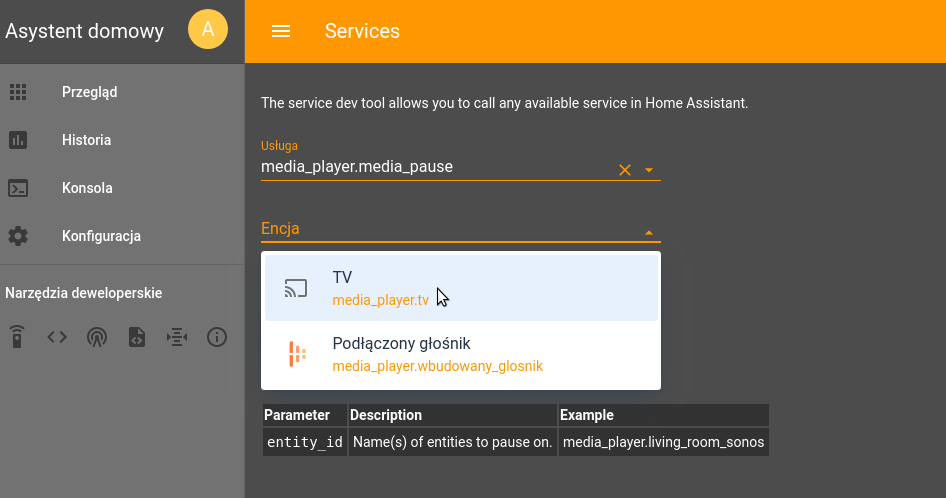 Asystent domowy
A
Services
Przegląd
Historia
Konsola
Konfiguracja
Narzędzia deweloperskie
The service dev tool allows you to call any available service in Home Assistant.
Usługa
media_player.media_pause
Encja
TV
media_player.tv
Podłączony głośnik
media_player.wbudowany_glosnik
Parameter Description Example
entity_id Name(s) of entities to pause on. media_player.living_room_sonos